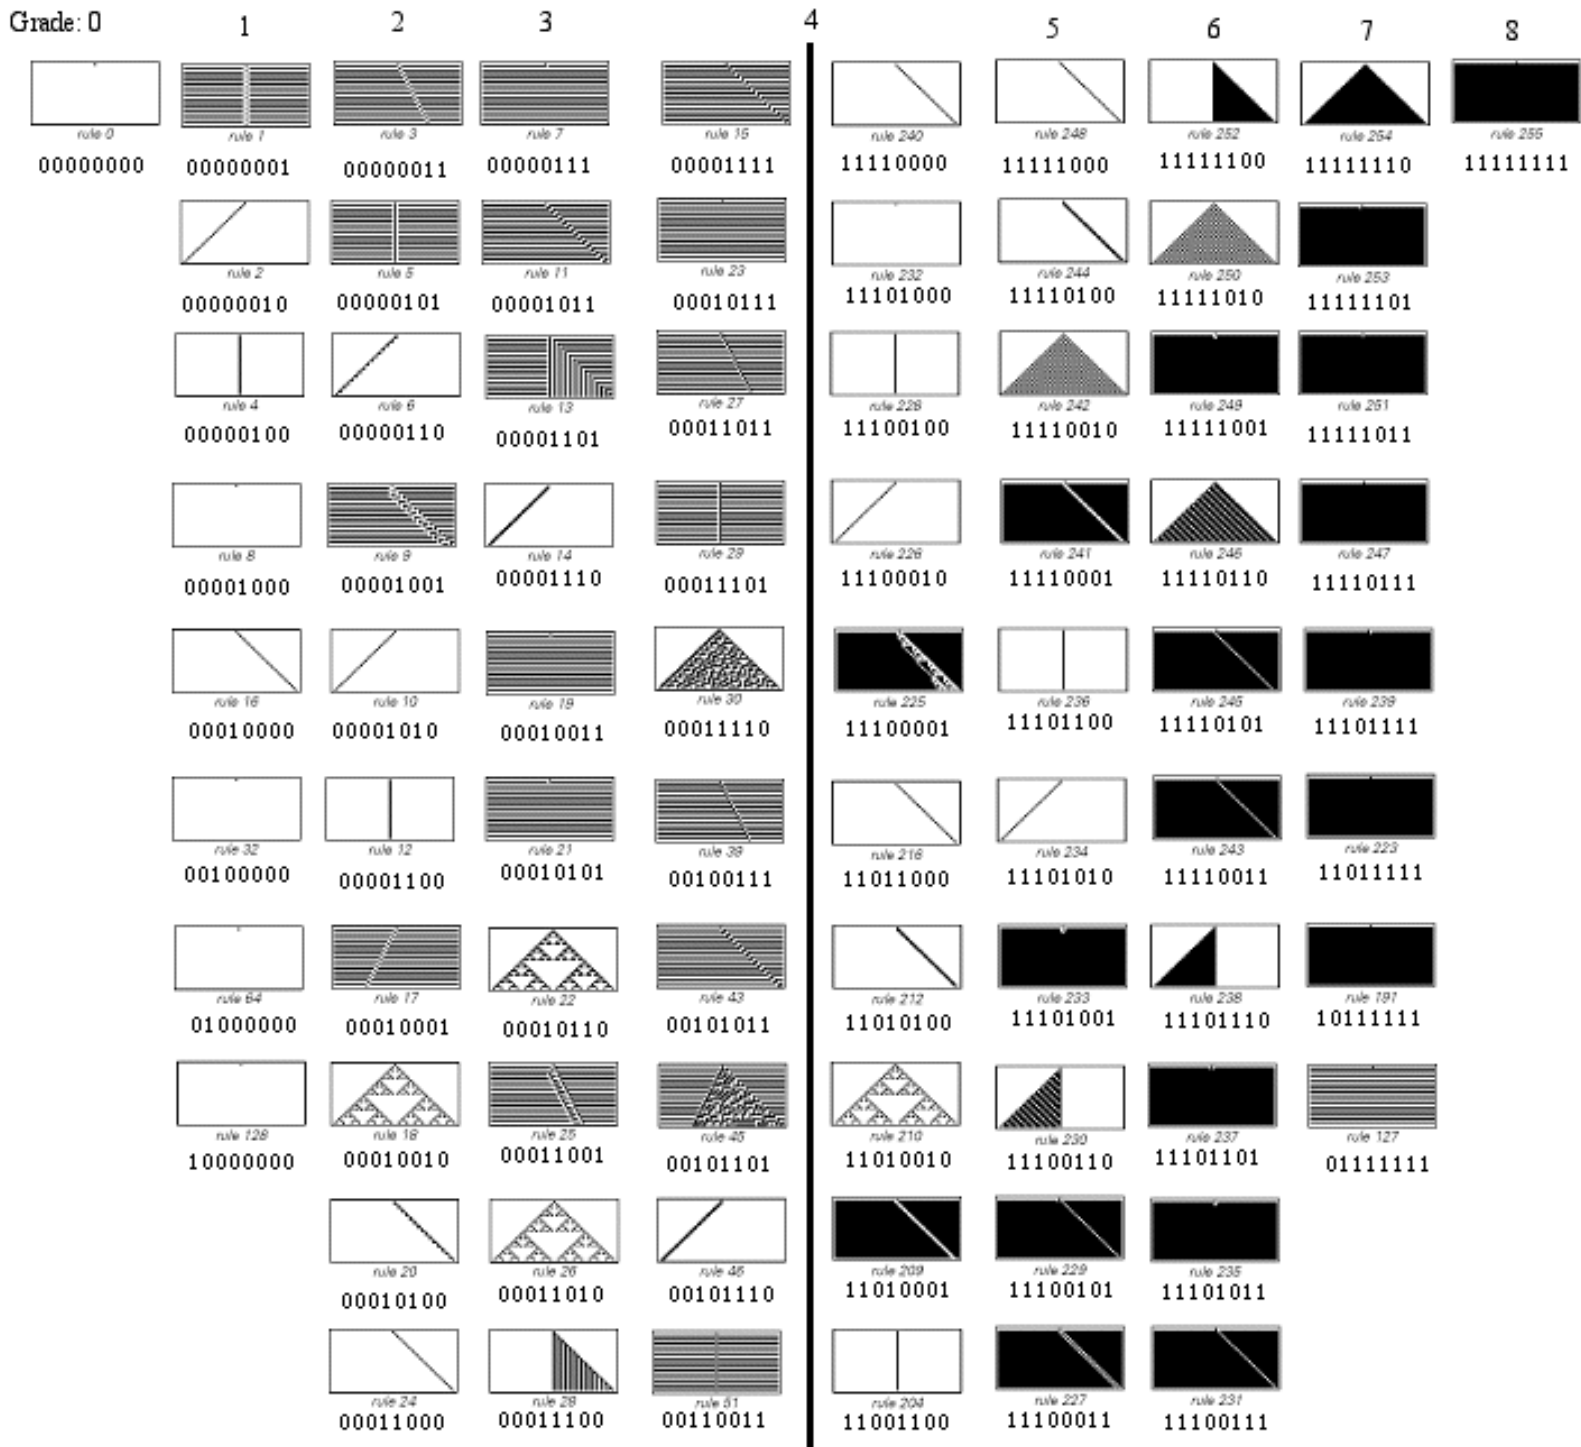 Grade: 0 1 2 3 4 5 6 7 8
rule 0 rule 1 rule 3 rule 7 rule 15 rule 240 rule 248 rule 252 rule 254 rule 255
00000000 00000001 00000011 00000111 00001111 11110000 11111000 11111100 11111110 11111111
rule 2 rule 5 rule 11 rule 23 rule 232 rule 244 rule 250 rule 253
00000010 00000101 00001011 00010111 11101000 11110100 11111010 11111101
rule 4 rule 6 rule 13 rule 27 rule 228 rule 242 rule 249 rule 251
00000100 00000110 00001101 00011011 11100100 11110010 11111001 11111011
rule 8 rule 9 rule 14 rule 29 rule 226 rule 241 rule 246 rule 247
00001000 00001001 00001110 00011101 11100010 11110001 11110110 11110111
rule 16 rule 10 rule 19 rule 30 rule 225 rule 236 rule 245 rule 239
00010000 00001010 00010011 00011110 11100001 11101100 11110101 11101111
rule 32 rule 12 rule 21 rule 39 rule 216 rule 234 rule 243 rule 223
00100000 00001100 00010101 00100111 11011000 11101010 11110011 11011111
rule 64 rule 17 rule 22 rule 43 rule 212 rule 233 rule 238 rule 191
01000000 00010001 00010110 00101011 11010100 11101001 11101110 10111111
rule 128 rule 18 rule 25 rule 45 rule 210 rule 230 rule 237 rule 127
10000000 00010010 00011001 00101101 11010010 11100110 11101101 01111111
rule 20 rule 26 rule 46 rule 209 rule 229 rule 235
00010100 00011010 00101110 11010001 11100101 11101011
rule 24 rule 28 rule 51 rule 204 rule 227 rule 231
00011000 00011100 00110011 11001100 11100011 11100111